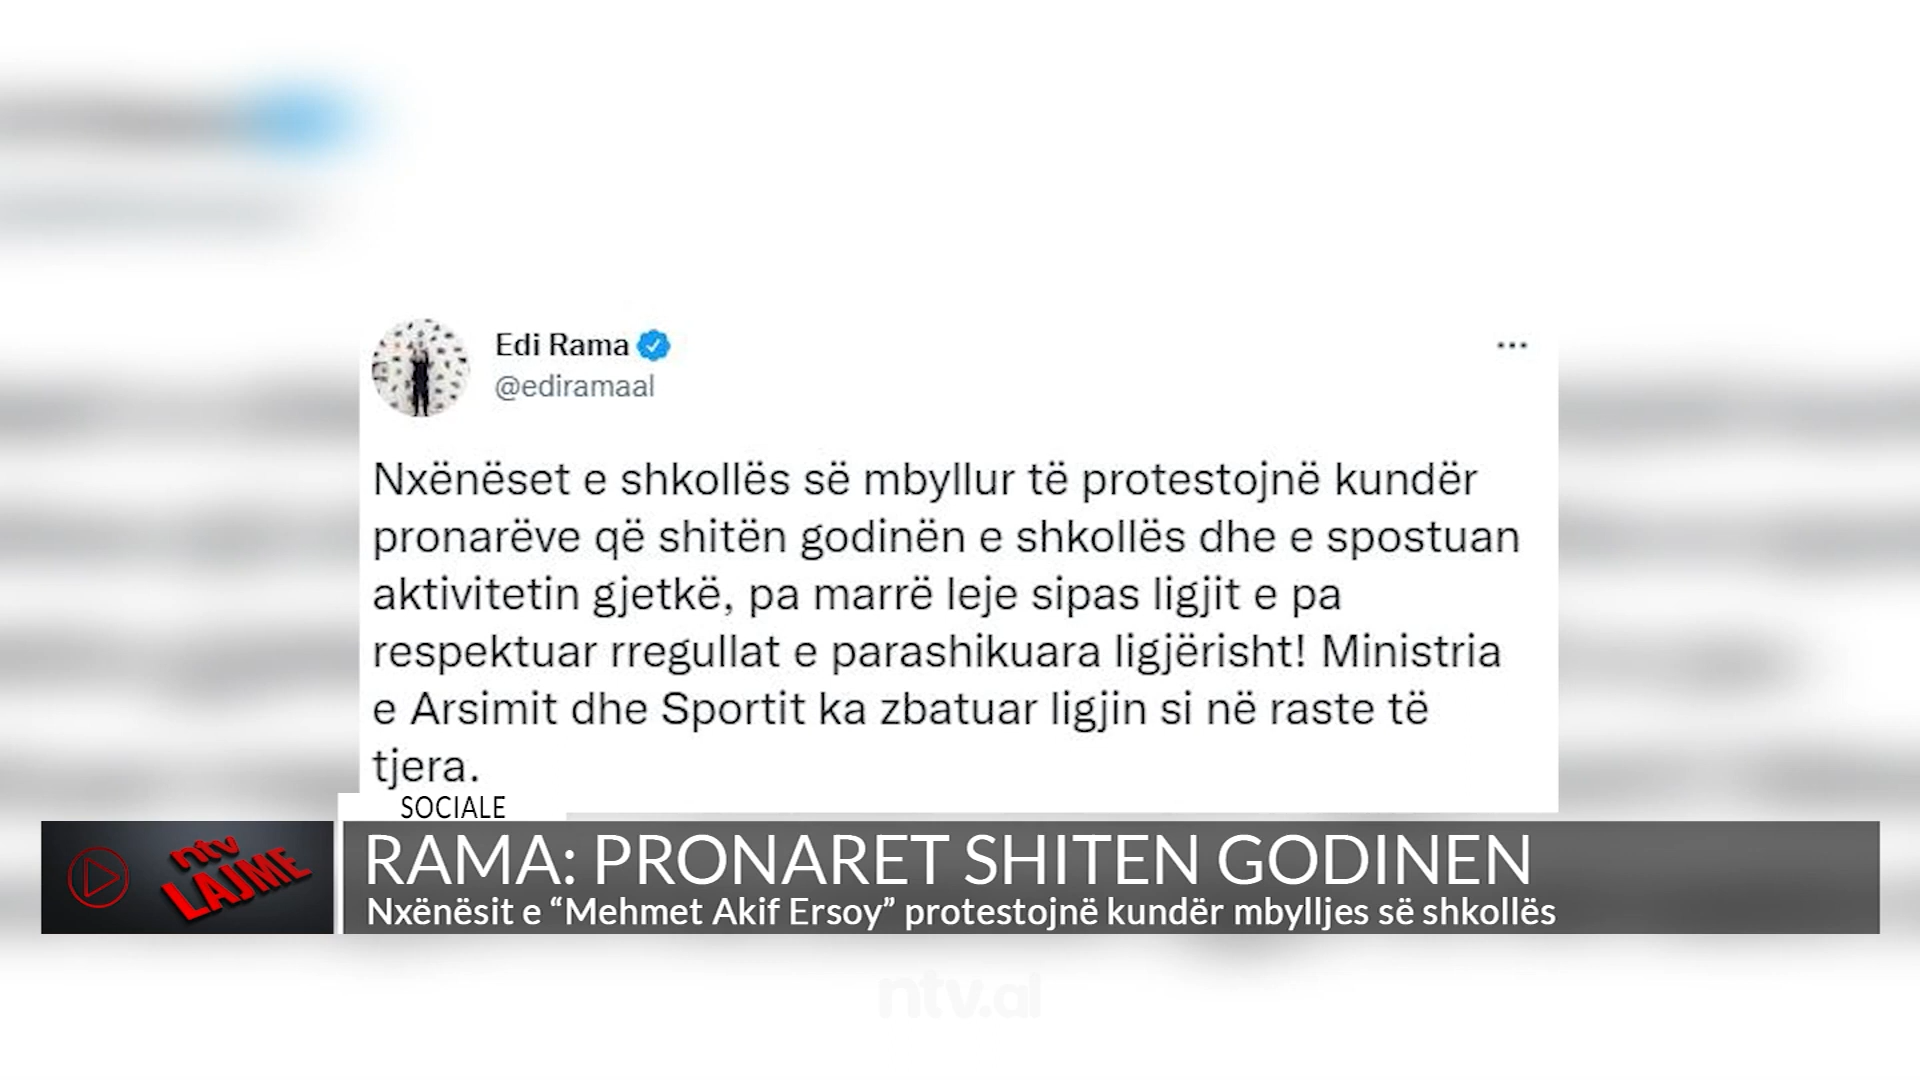 Edi Rama
@ediramaal
Nxënëset e shkollës së mbyllur të protestojnë kundër
pronarëve që shitën godinën e shkollës dhe e spostuan
aktivitetin gjetkë, pa marrë leje sipas ligjit e pa
respektuar rregullat e parashikuara ligjërisht! Ministria
e Arsimit dhe Sportit ka zbatuar ligjin si në raste të
tjera.
SOCIALE
ntv
LAJME
RAMA: PRONARET SHITEN GODINEN
Nxënësit e “Mehmet Akif Ersoy” protestojnë kundër mbylljes së shkollës
ntv.al